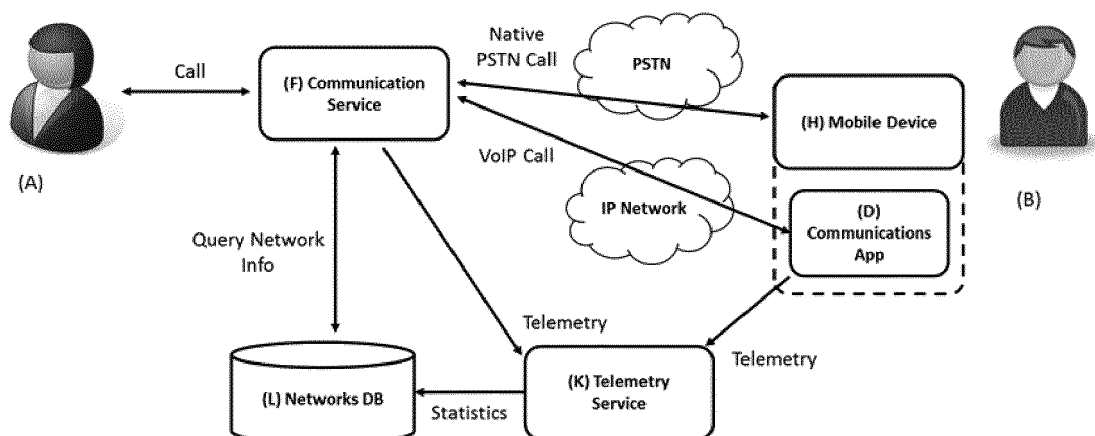 Native
PSTN Call
PSTN
Call
(F) Communication
Service
(H) Mobile Device
VoIP Call
(A)
(B)
IP Network
(D)
Communications
App
Query Network
Info
Telemetry
Telemetry
(L) Networks DB
Statistics
(K) Telemetry
Service